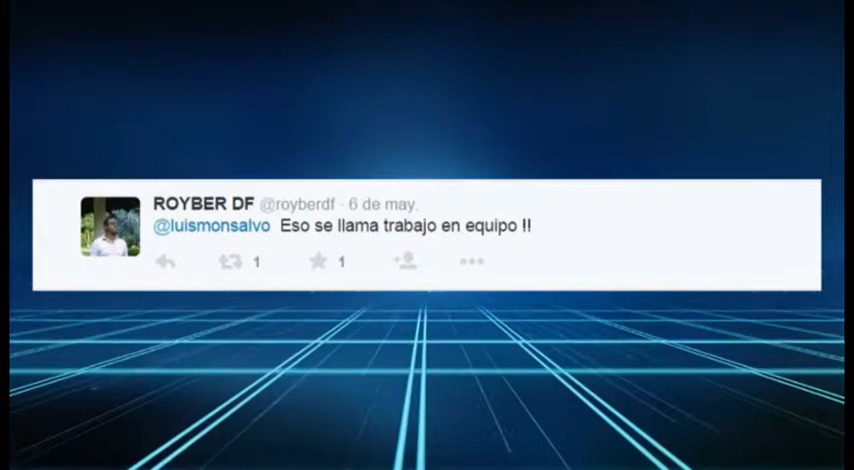 ROYBER DF @royberdf · 6 de may.
@luismonsalvo Eso se llama trabajo en equipo !!
1 1